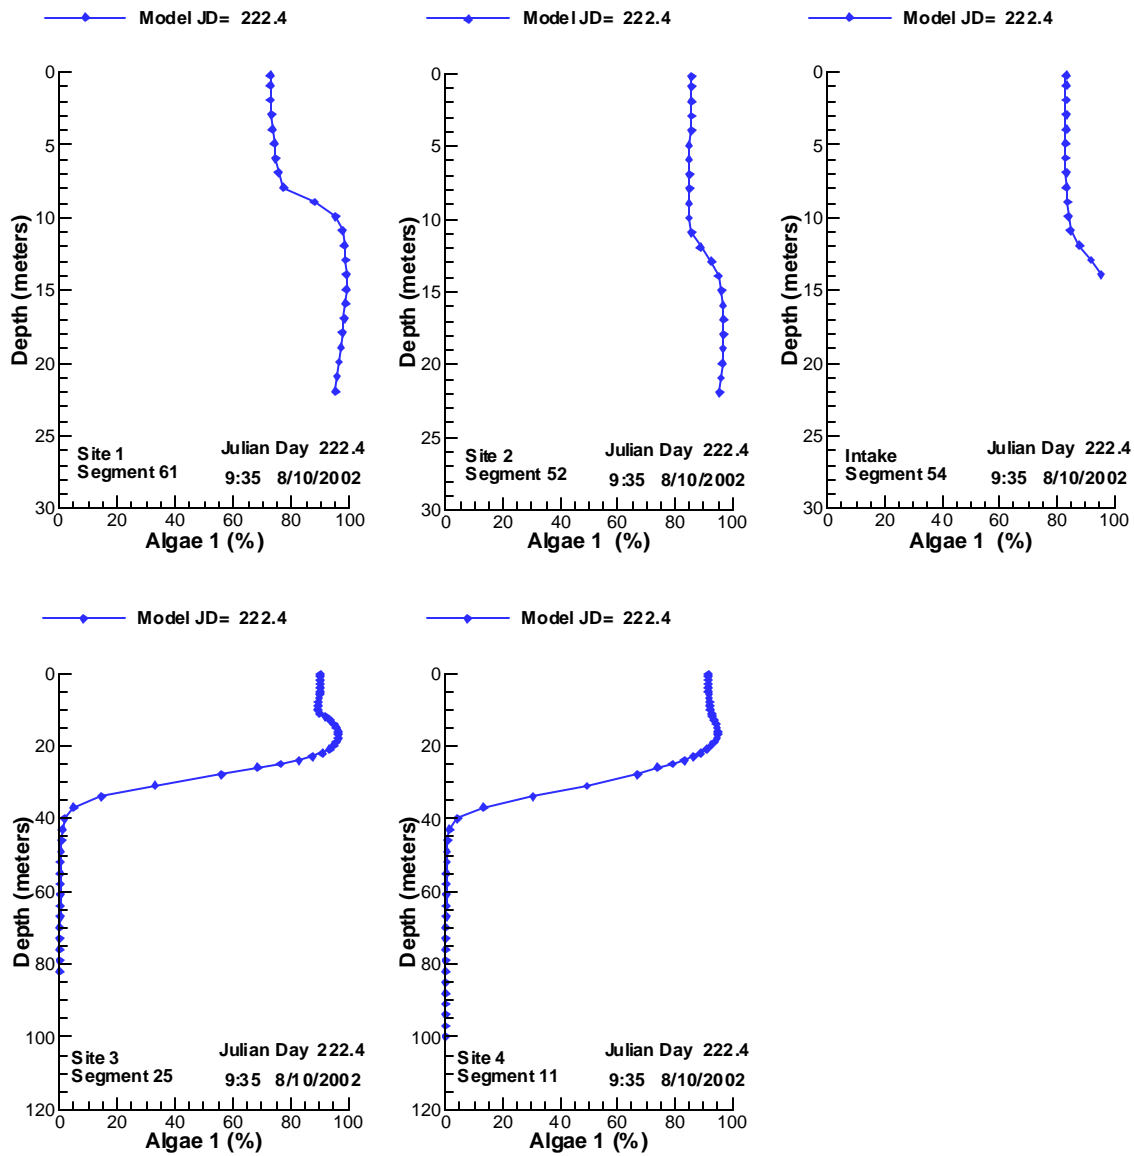 Model JD= 222.4
0
5
10
15
20
25
30
Depth (meters)
Site 1
Segment 61
Julian Day 222.4
9:35 8/10/2002
0 20 40 60 80 100
Algae 1 (%)
Model JD= 222.4
0
5
10
15
20
25
30
Depth (meters)
Site 2
Segment 52
Julian Day 222.4
9:35 8/10/2002
0 20 40 60 80 100
Algae 1 (%)
Model JD= 222.4
0
5
10
15
20
25
30
Depth (meters)
Intake
Segment 54
Julian Day 222.4
9:35 8/10/2002
0 20 40 60 80 100
Algae 1 (%)
Model JD= 222.4
0
20
40
60
80
100
120
Depth (meters)
Site 3
Segment 25
Julian Day 222.4
9:35 8/10/2002
0 20 40 60 80 100
Algae 1 (%)
Model JD= 222.4
0
20
40
60
80
100
120
Depth (meters)
Site 4
Segment 11
Julian Day 222.4
9:35 8/10/2002
0 20 40 60 80 100
Algae 1 (%)